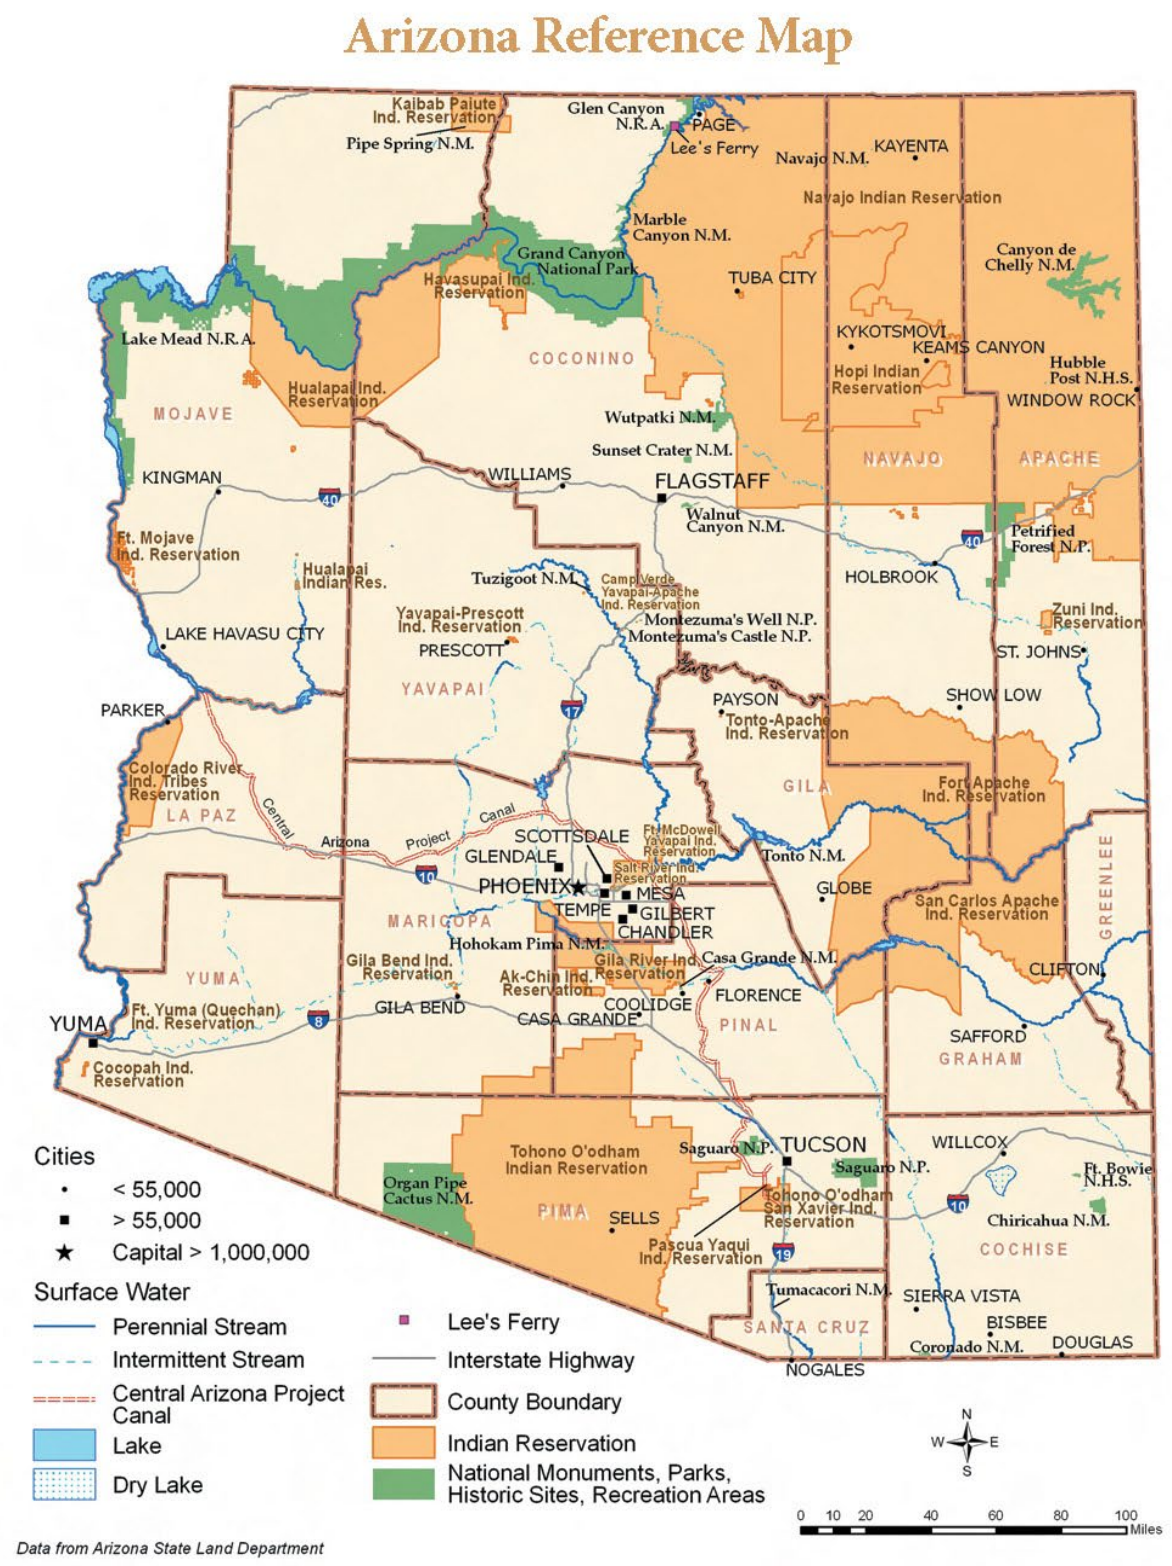 Arizona Reference Map
Kaibab Paiute
Ind. Reservation
Pipe Spring N.M.
Glen Canyon
N.R.A.
PAGE
Lee's Ferry
Navajo N.M.
KAYENTA
Navajo Indian Reservation
Marble
Canyon N.M.
Grand Canyon
National Park
Canyon de
Chelly N.M.
Havasupai Ind.
Reservation
TUBA CITY
Lake Mead N.R.A.
KYKOTSMOVI
KEAMS CANYON
COCONINO
Hopi Indian
Reservation
Hubble
Post N.H.S.
WINDOW ROCK
Hualapai Ind.
Reservation
MOJAVE
Wutpatki N.M.
Sunset Crater N.M.
NAVAJO
APACHE
KINGMAN
40
WILLIAMS
FLAGSTAFF
Walnut
Canyon N.M.
40
Petrified
Forest N.P.
Ft. Mojave
Ind. Reservation
Hualapai
Indian Res.
Tuzigoot N.M.
Camp Verde
Yavapai-Apache
Ind. Reservation
HOLBROOK
Yavapai-Prescott
Ind. Reservation
Montezuma's Well N.P.
Montezuma's Castle N.P.
Zuni Ind.
Reservation
LAKE HAVASU CITY
PRESCOTT
ST. JOHNS
YAVAPAI
PARKER
17
PAYSON
Tonto-Apache
Ind. Reservation
SHOW LOW
Colorado River
Ind. Tribes
Reservation
LA PAZ
GILA
Fort Apache
Ind. Reservation
Central
Arizona
Project
Canal
SCOTTSDALE
Ft. McDowell
Yavapai Ind.
Reservation
GLENDALE
10
Salt River Ind.
Reservation
Tonto N.M.
GREENLEE
PHOENIX
MESA
GLOBE
TEMPE
GILBERT
CHANDLER
San Carlos Apache
Ind. Reservation
MARICOPA
Hohokam Pima N.M.
Gila Bend Ind.
Reservation
Gila River Ind.
Reservation
Casa Grande N.M.
CLIFTON
YUMA
Ak-Chin Ind.
Reservation
COOLIDGE
FLORENCE
GILA BEND
CASA GRANDE
Ft. Yuma (Quechan)
Ind. Reservation
8
YUMA
PINAL
SAFFORD
GRAHAM
Cocopah Ind.
Reservation
Tohono O'odham
Indian Reservation
Saguaro N.P.
TUCSON
Saguaro N.P.
WILLCOX
Ft. Bowie
N.H.S.
Organ Pipe
Cactus N.M.
PIMA
SELLS
Tohono O'odham
San Xavier Ind.
Reservation
10
Chiricahua N.M.
Pascua Yaqui
Ind. Reservation
19
COCHISE
Tumacacori N.M.
SIERRA VISTA
SANTA CRUZ
BISBEE
Coronado N.M.
DOUGLAS
NOGALES
Cities
< 55,000
> 55,000
Capital > 1,000,000
Surface Water
Perennial Stream
Intermittent Stream
Central Arizona Project
Canal
Lake
Dry Lake
Lee's Ferry
Interstate Highway
County Boundary
Indian Reservation
National Monuments, Parks,
Historic Sites, Recreation Areas
N
W
E
S
0 10 20 40 60 80 100
Miles
Data from Arizona State Land Department